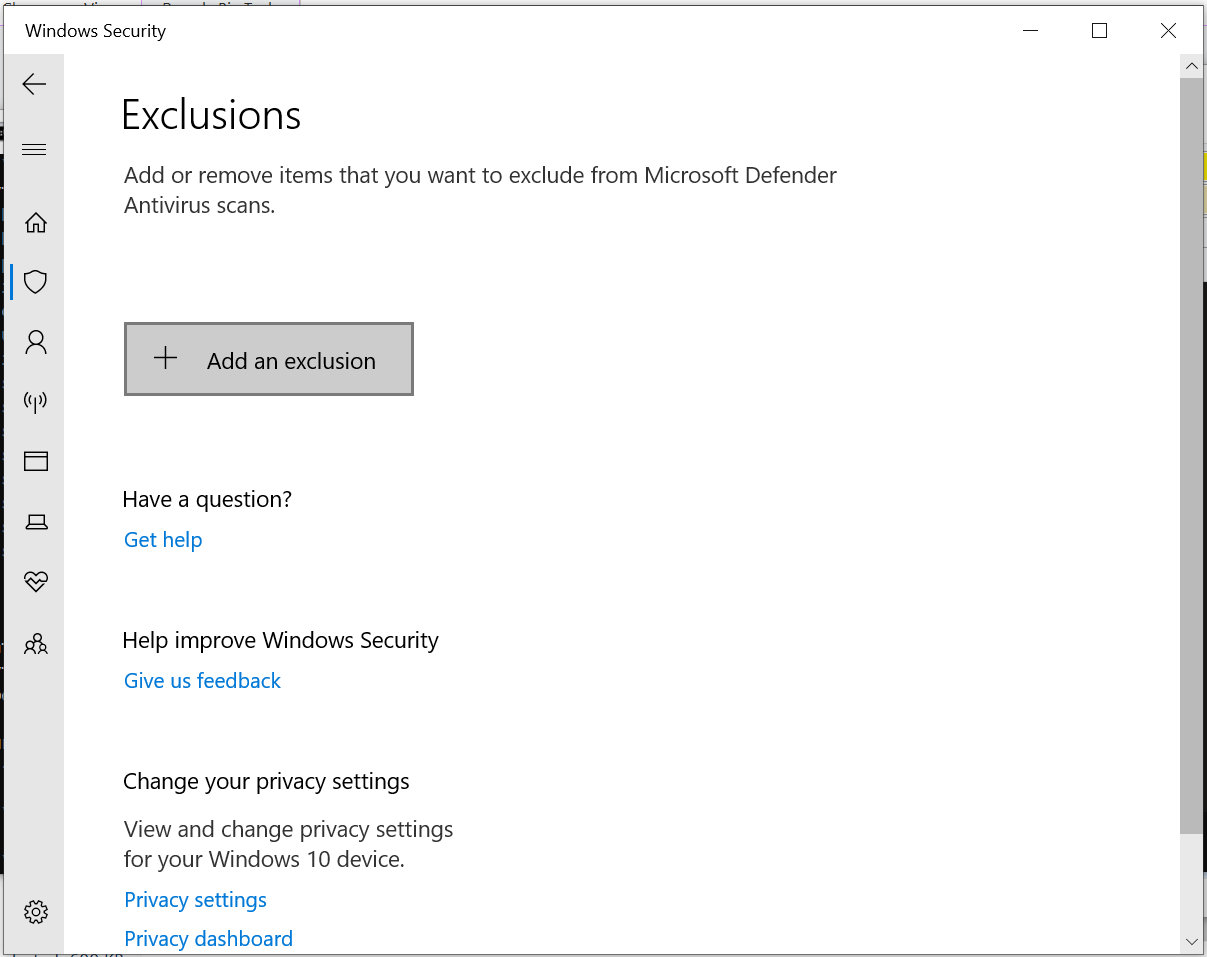 Windows Security
Exclusions
Add or remove items that you want to exclude from Microsoft Defender
Antivirus scans.
Add an exclusion
Have a question?
Get help
Help improve Windows Security
Give us feedback
Change your privacy settings
View and change privacy settings
for your Windows 10 device.
Privacy settings
Privacy dashboard